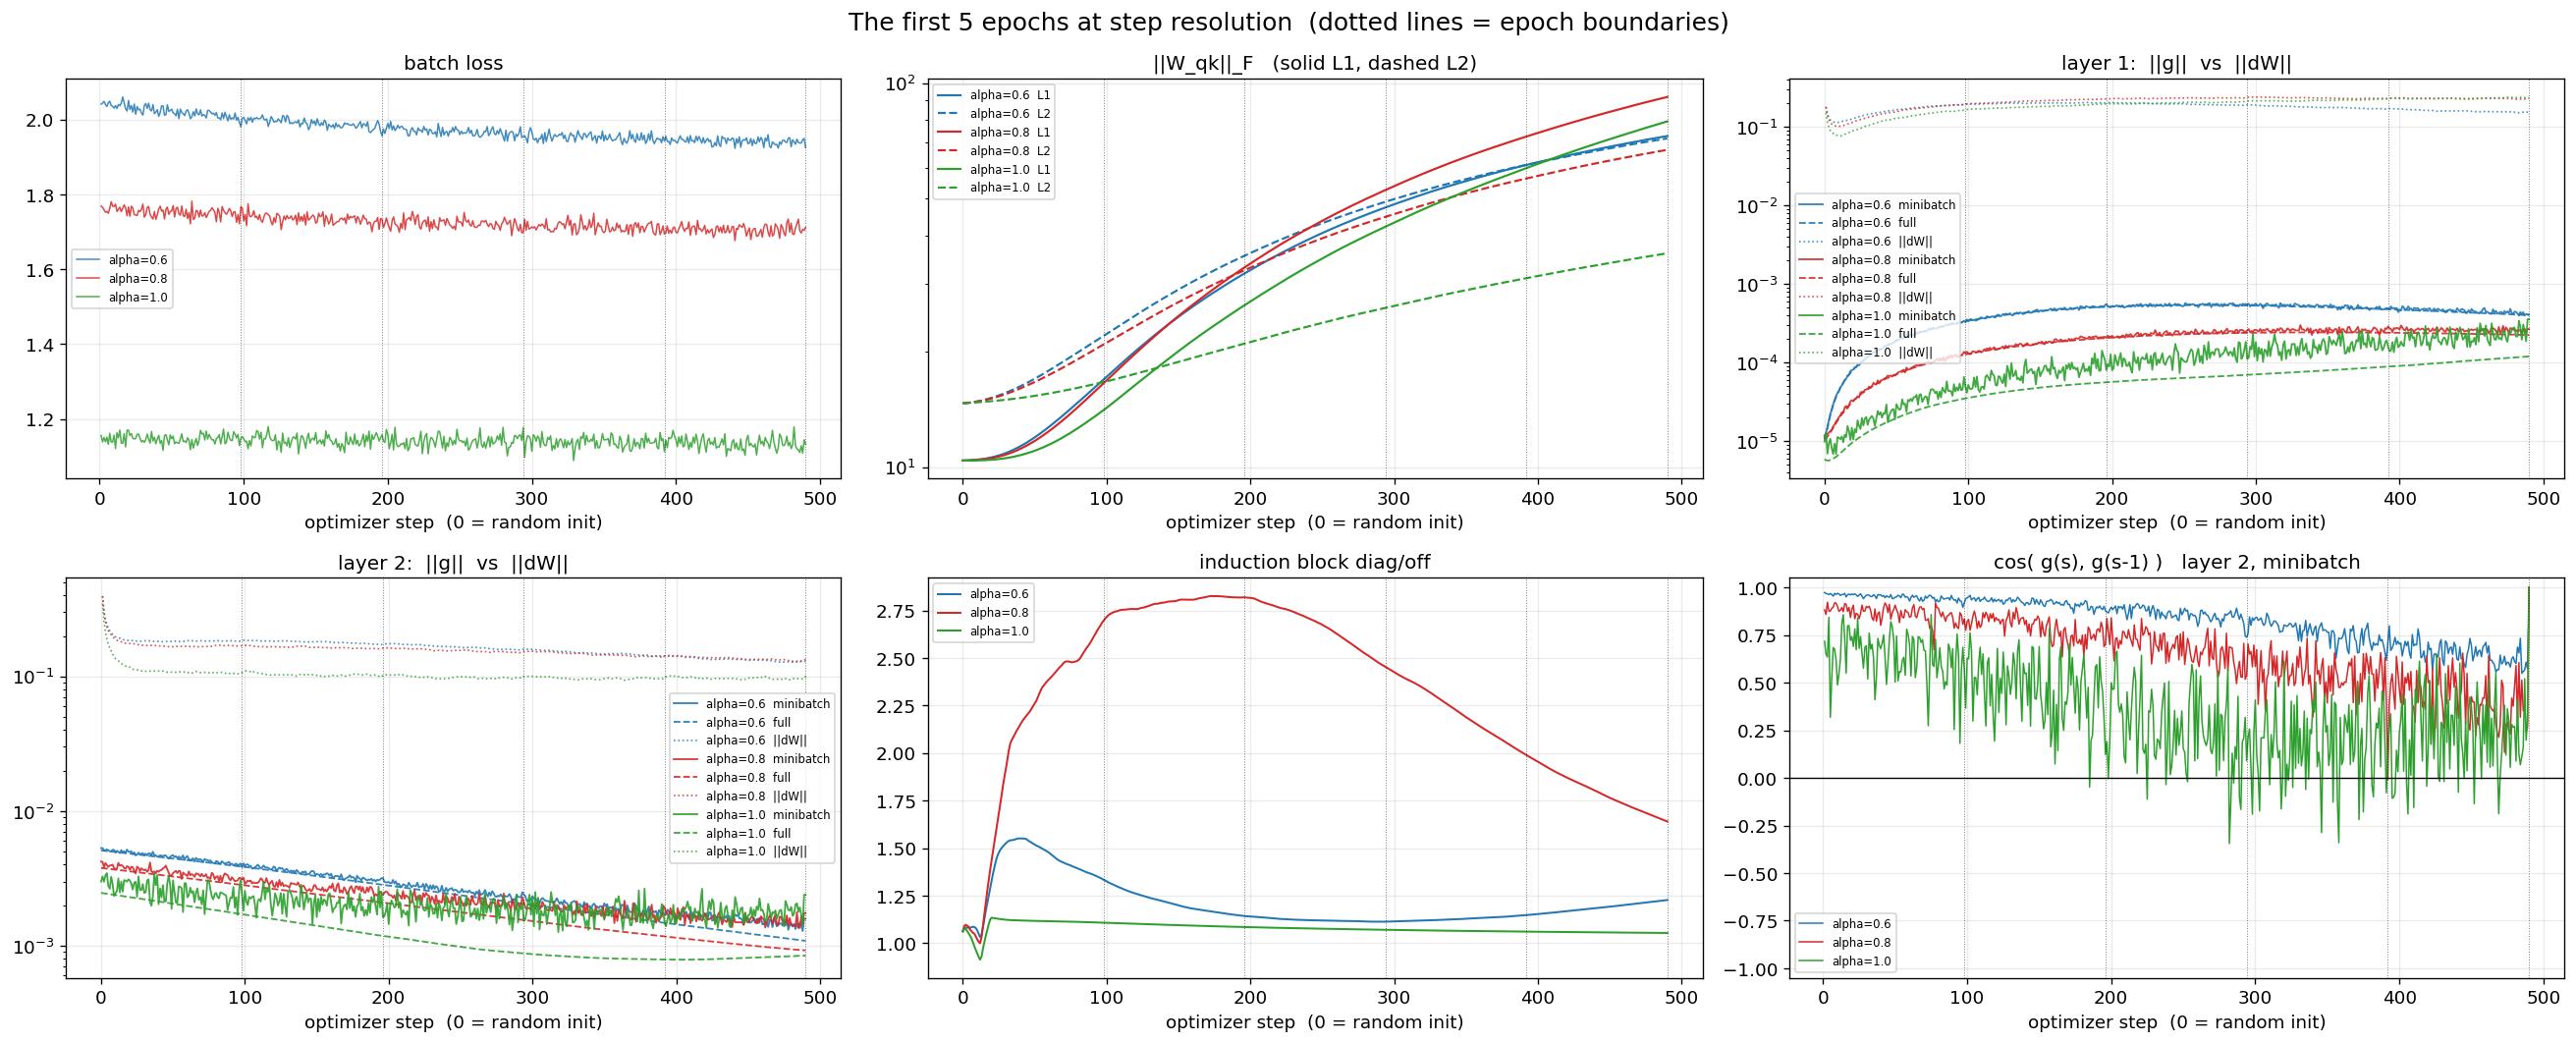 The first 5 epochs at step resolution  (dotted lines = epoch boundaries)
batch loss
2.0
1.8
1.6
1.4
1.2
alpha=0.6
alpha=0.8
alpha=1.0
0 100 200 300 400 500
optimizer step  (0 = random init)
||W_qk||_F   (solid L1, dashed L2)
10²
10¹
alpha=0.6  L1
alpha=0.6  L2
alpha=0.8  L1
alpha=0.8  L2
alpha=1.0  L1
alpha=1.0  L2
0 100 200 300 400 500
optimizer step  (0 = random init)
layer 1:  ||g||  vs  ||dW||
10⁻¹
10⁻²
10⁻³
10⁻⁴
10⁻⁵
alpha=0.6  minibatch
alpha=0.6  full
alpha=0.6  ||dW||
alpha=0.8  minibatch
alpha=0.8  full
alpha=0.8  ||dW||
alpha=1.0  minibatch
alpha=1.0  full
alpha=1.0  ||dW||
0 100 200 300 400 500
optimizer step  (0 = random init)
layer 2:  ||g||  vs  ||dW||
10⁻¹
10⁻²
10⁻³
alpha=0.6  minibatch
alpha=0.6  full
alpha=0.6  ||dW||
alpha=0.8  minibatch
alpha=0.8  full
alpha=0.8  ||dW||
alpha=1.0  minibatch
alpha=1.0  full
alpha=1.0  ||dW||
0 100 200 300 400 500
optimizer step  (0 = random init)
induction block diag/off
2.75
2.50
2.25
2.00
1.75
1.50
1.25
1.00
alpha=0.6
alpha=0.8
alpha=1.0
0 100 200 300 400 500
optimizer step  (0 = random init)
cos( g(s), g(s-1) )   layer 2, minibatch
1.00
0.75
0.50
0.25
0.00
−0.25
−0.50
−0.75
−1.00
alpha=0.6
alpha=0.8
alpha=1.0
0 100 200 300 400 500
optimizer step  (0 = random init)